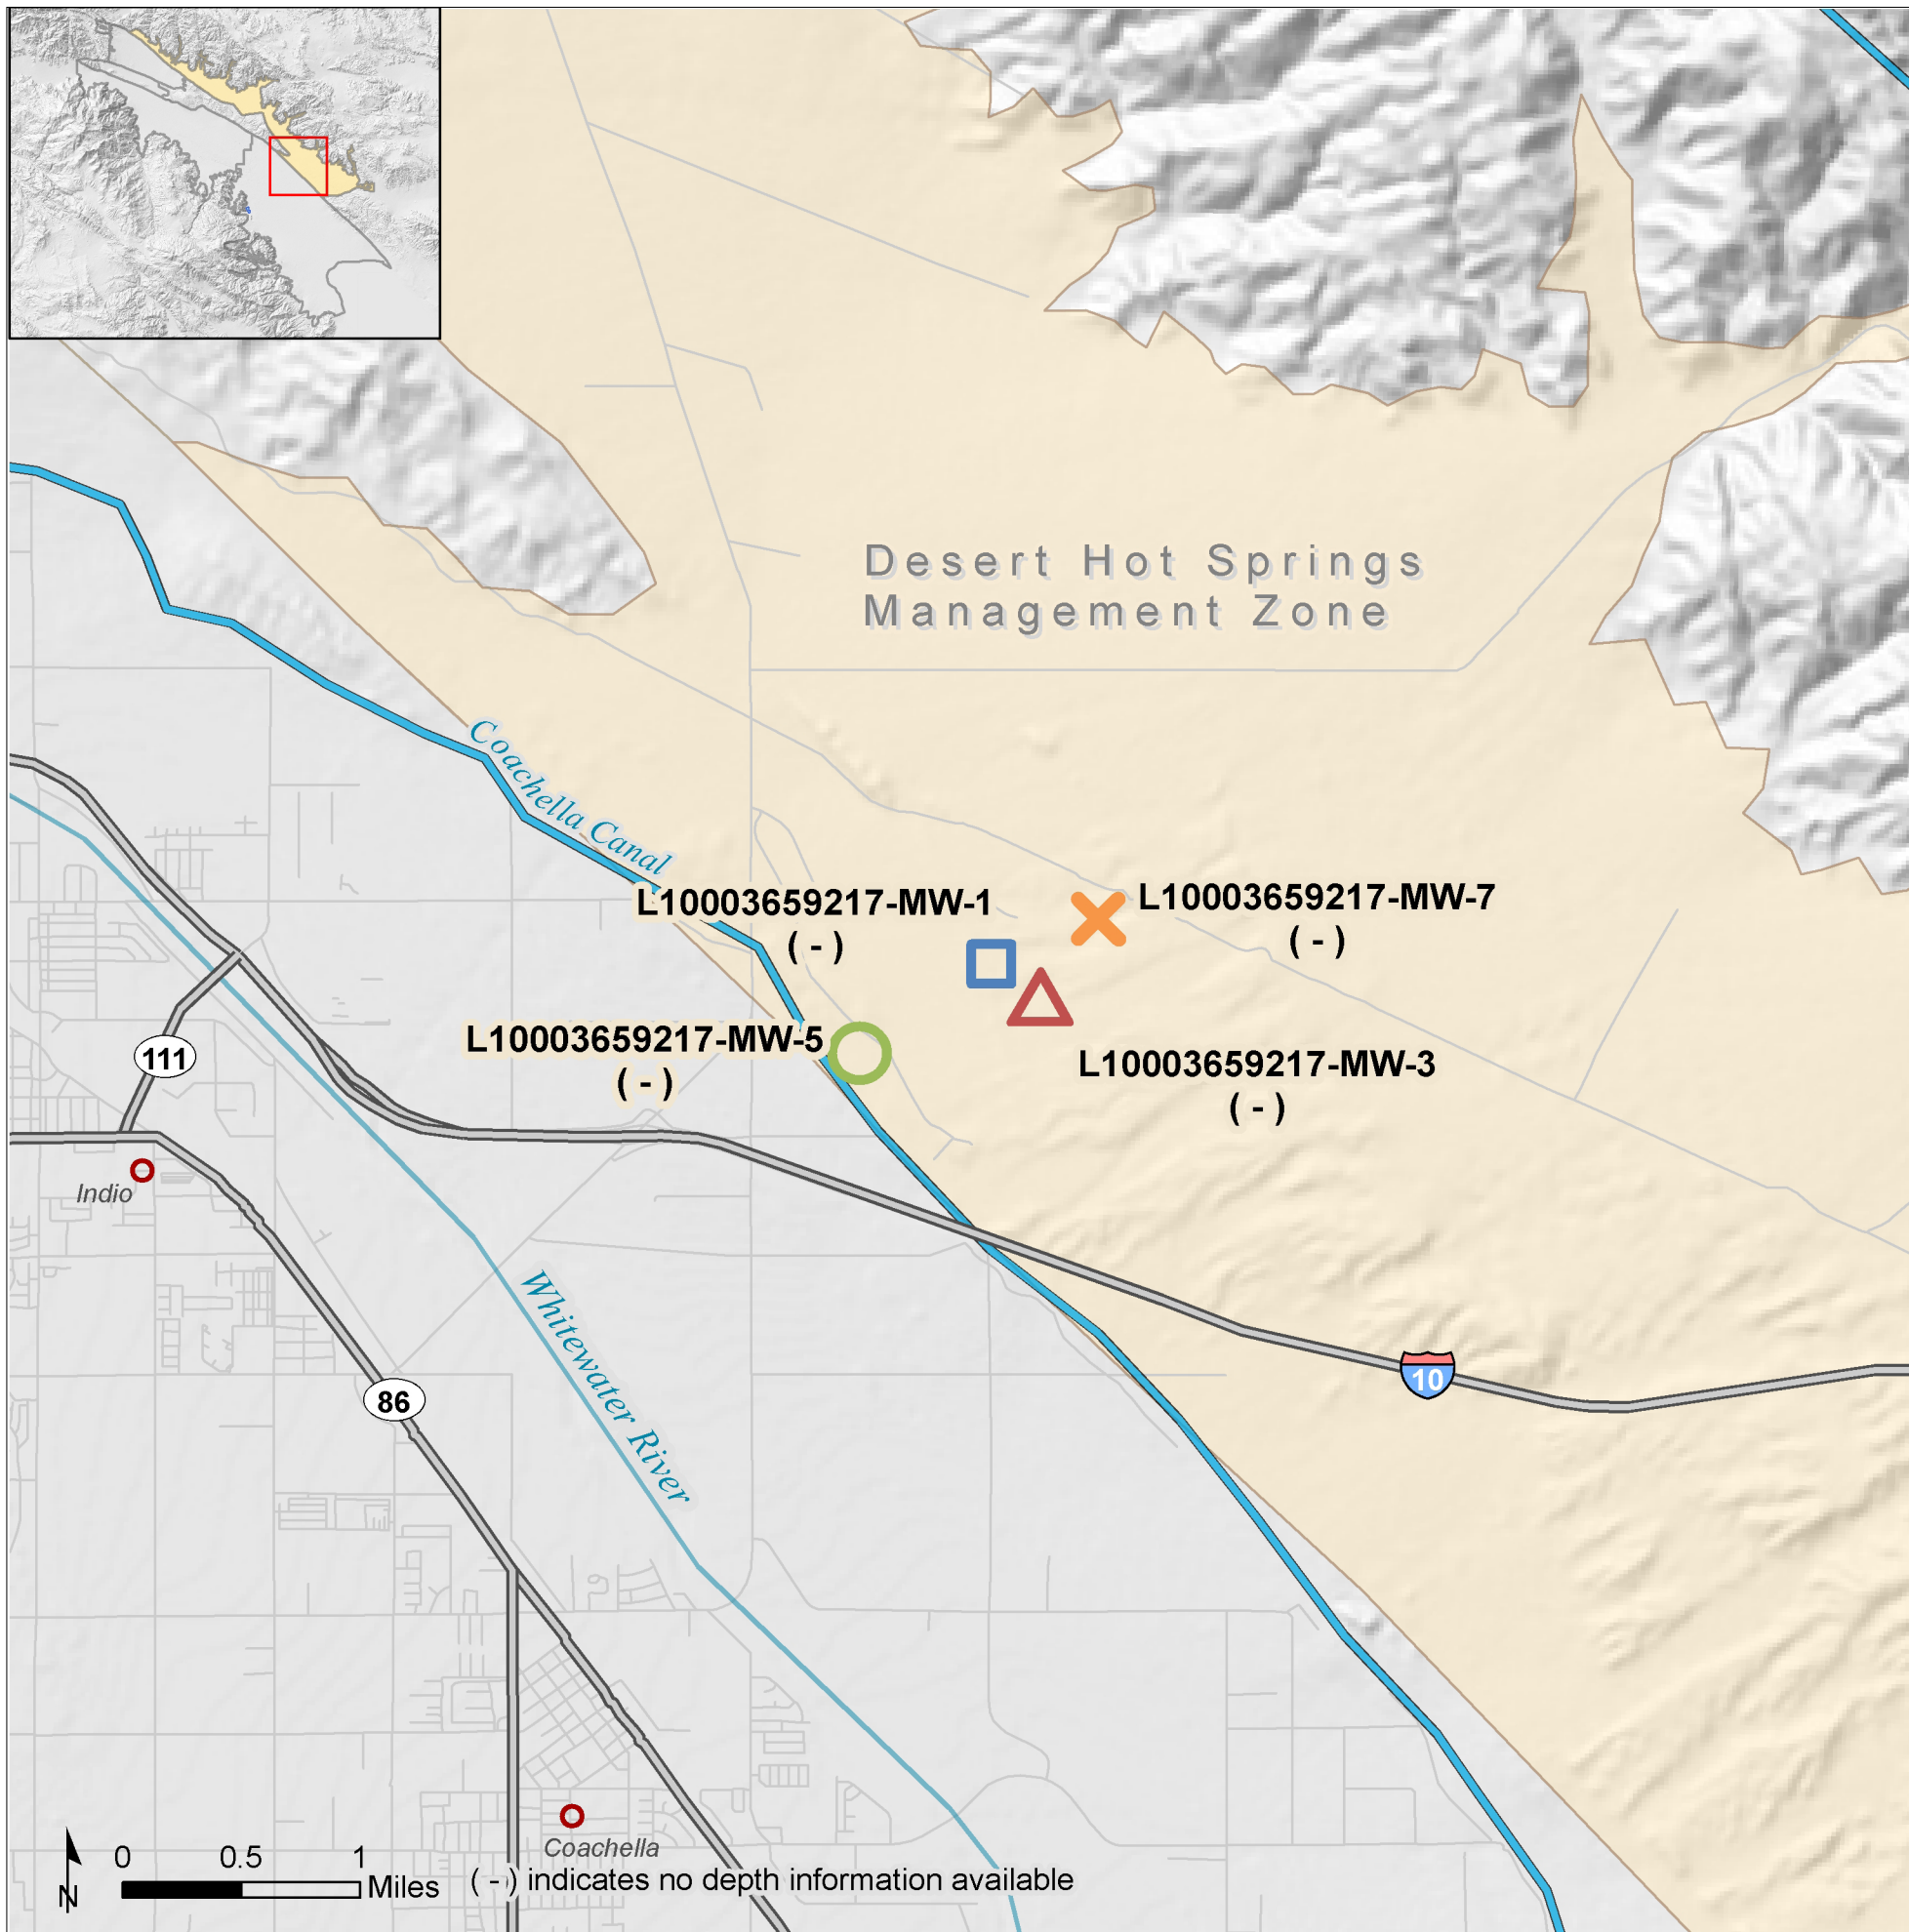 Desert Hot Springs
Management Zone
Coachella Canal
L10003659217-MW-1
( - )
L10003659217-MW-7
( - )
L10003659217-MW-5
( - )
L10003659217-MW-3
( - )
111
Indio
Whitewater River
10
86
Coachella
0 0.5 1
Miles
N
( - ) indicates no depth information available